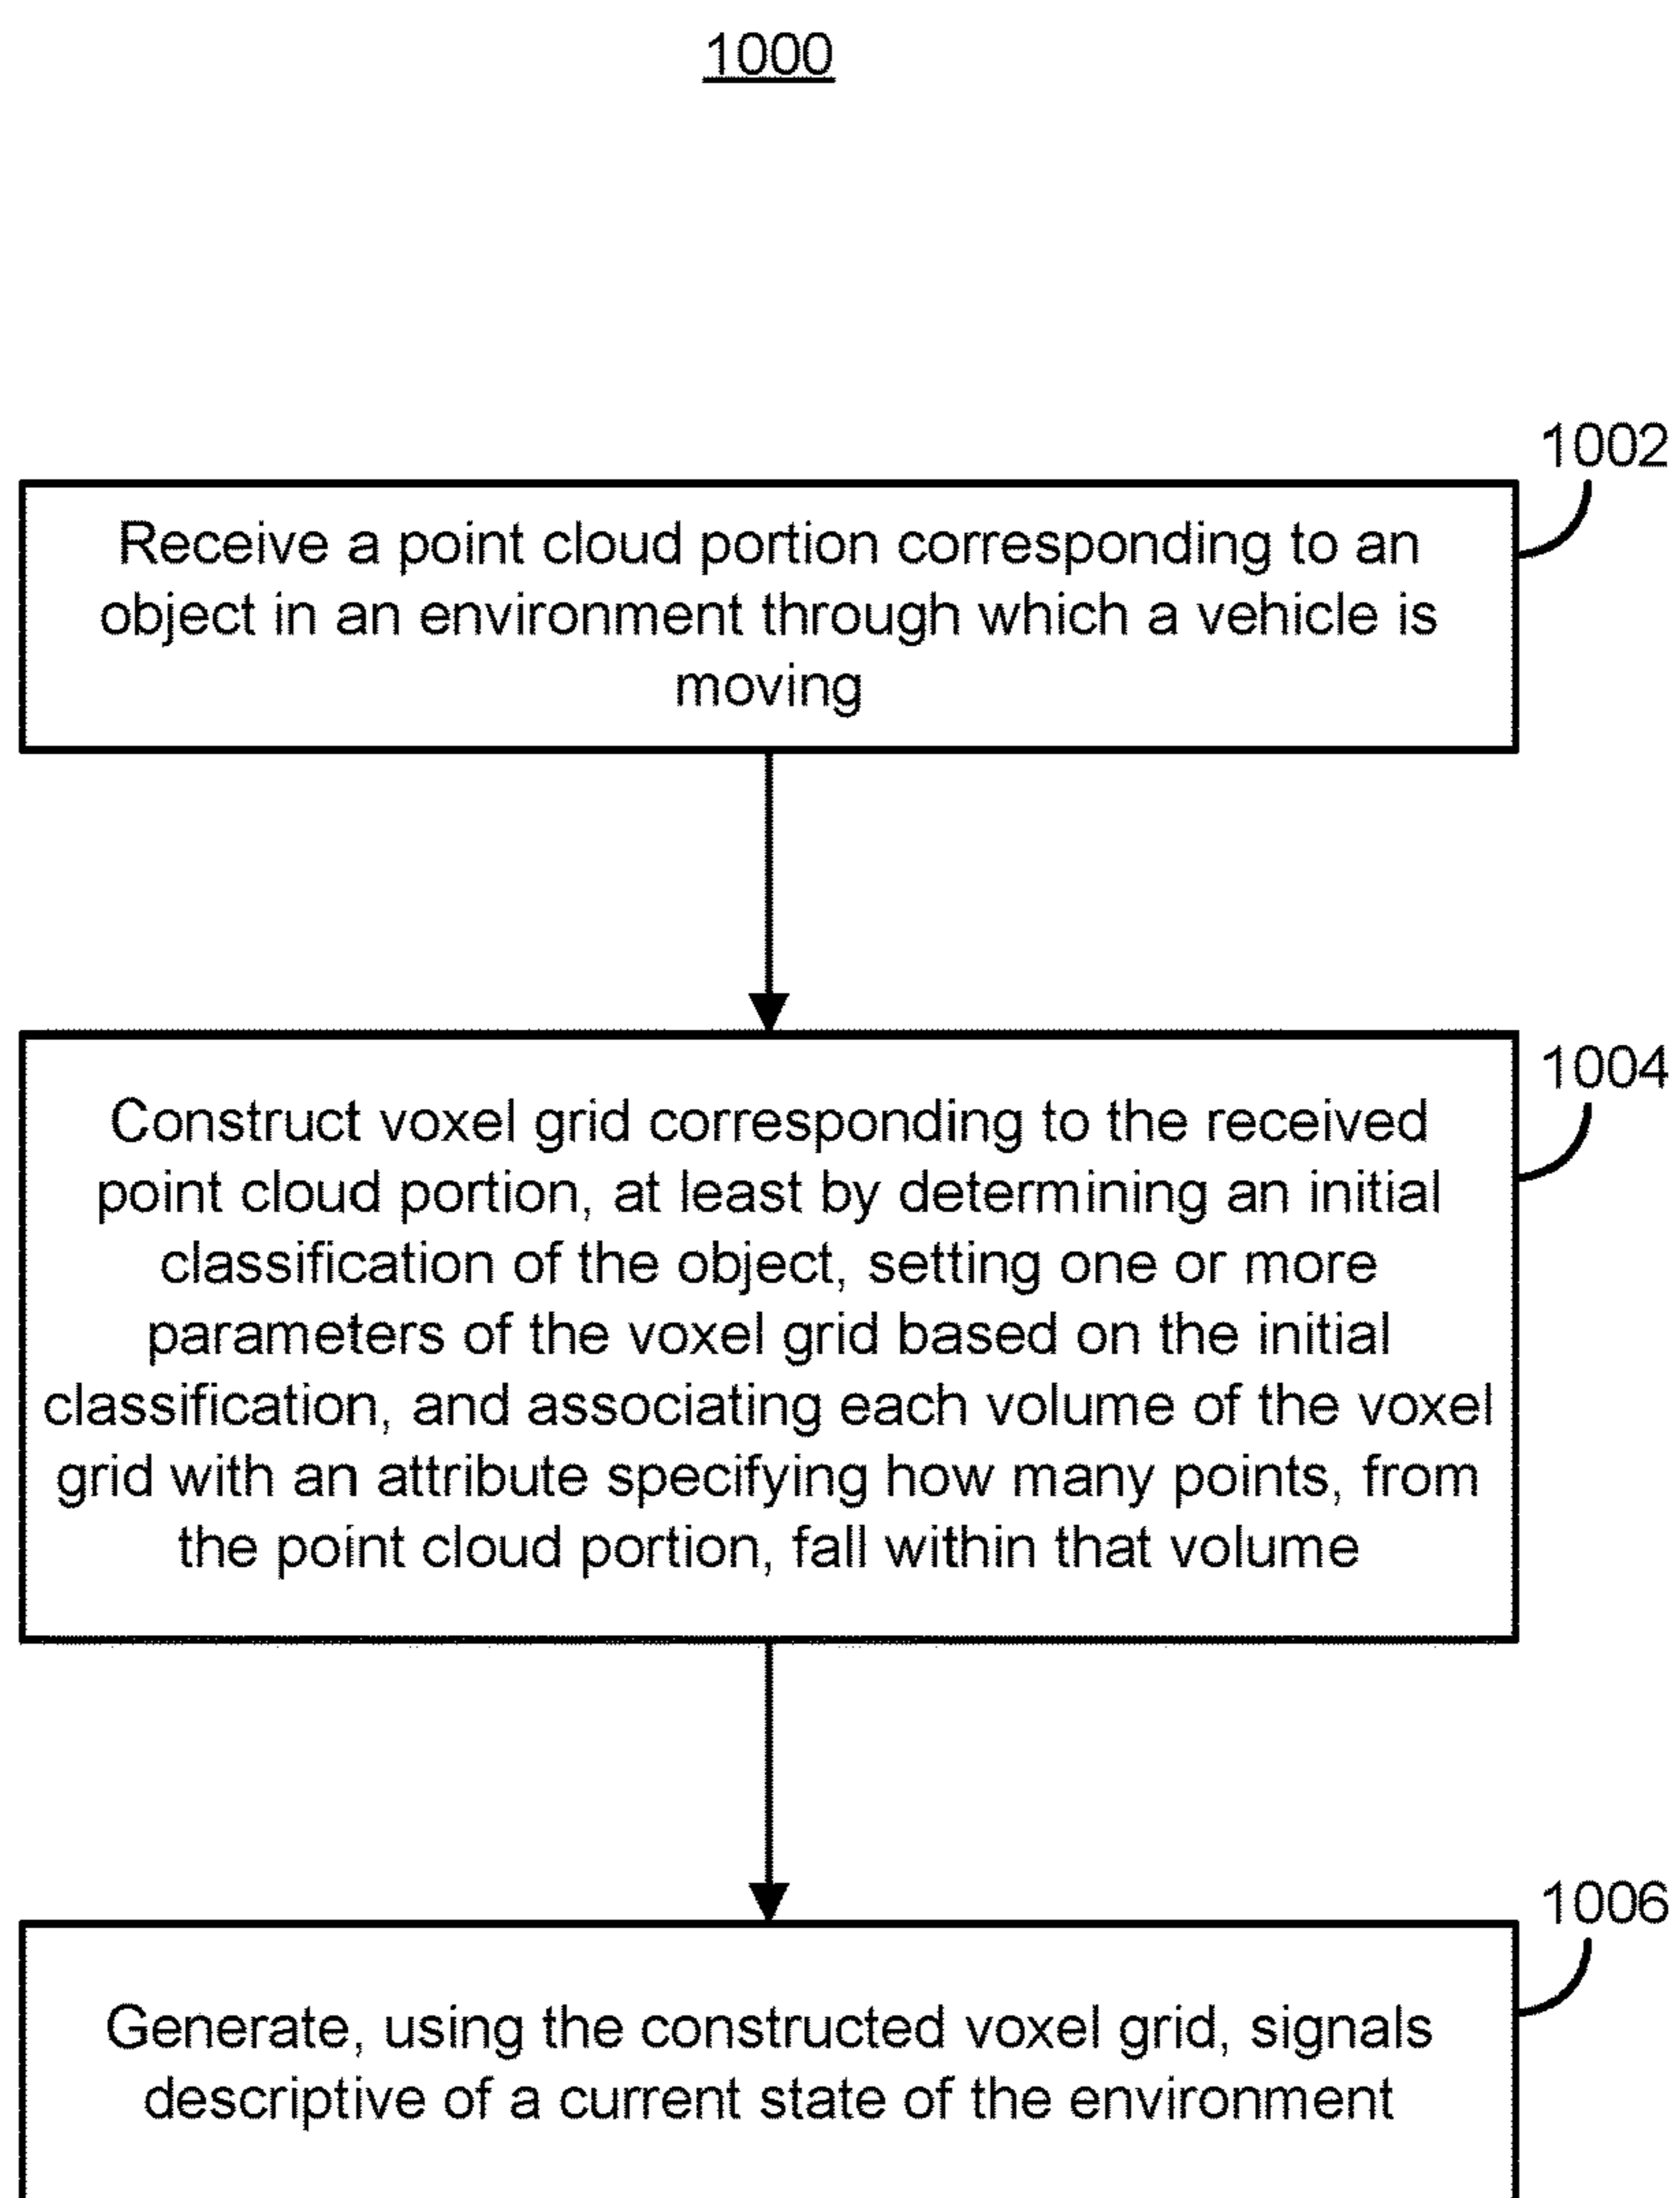 1000
1002
Receive a point cloud portion corresponding to an
object in an environment through which a vehicle is
moving
1004
Construct voxel grid corresponding to the received
point cloud portion, at least by determining an initial
classification of the object, setting one or more
parameters of the voxel grid based on the initial
classification, and associating each volume of the voxel
grid with an attribute specifying how many points, from
the point cloud portion, fall within that volume
1006
Generate, using the constructed voxel grid, signals
descriptive of a current state of the environment